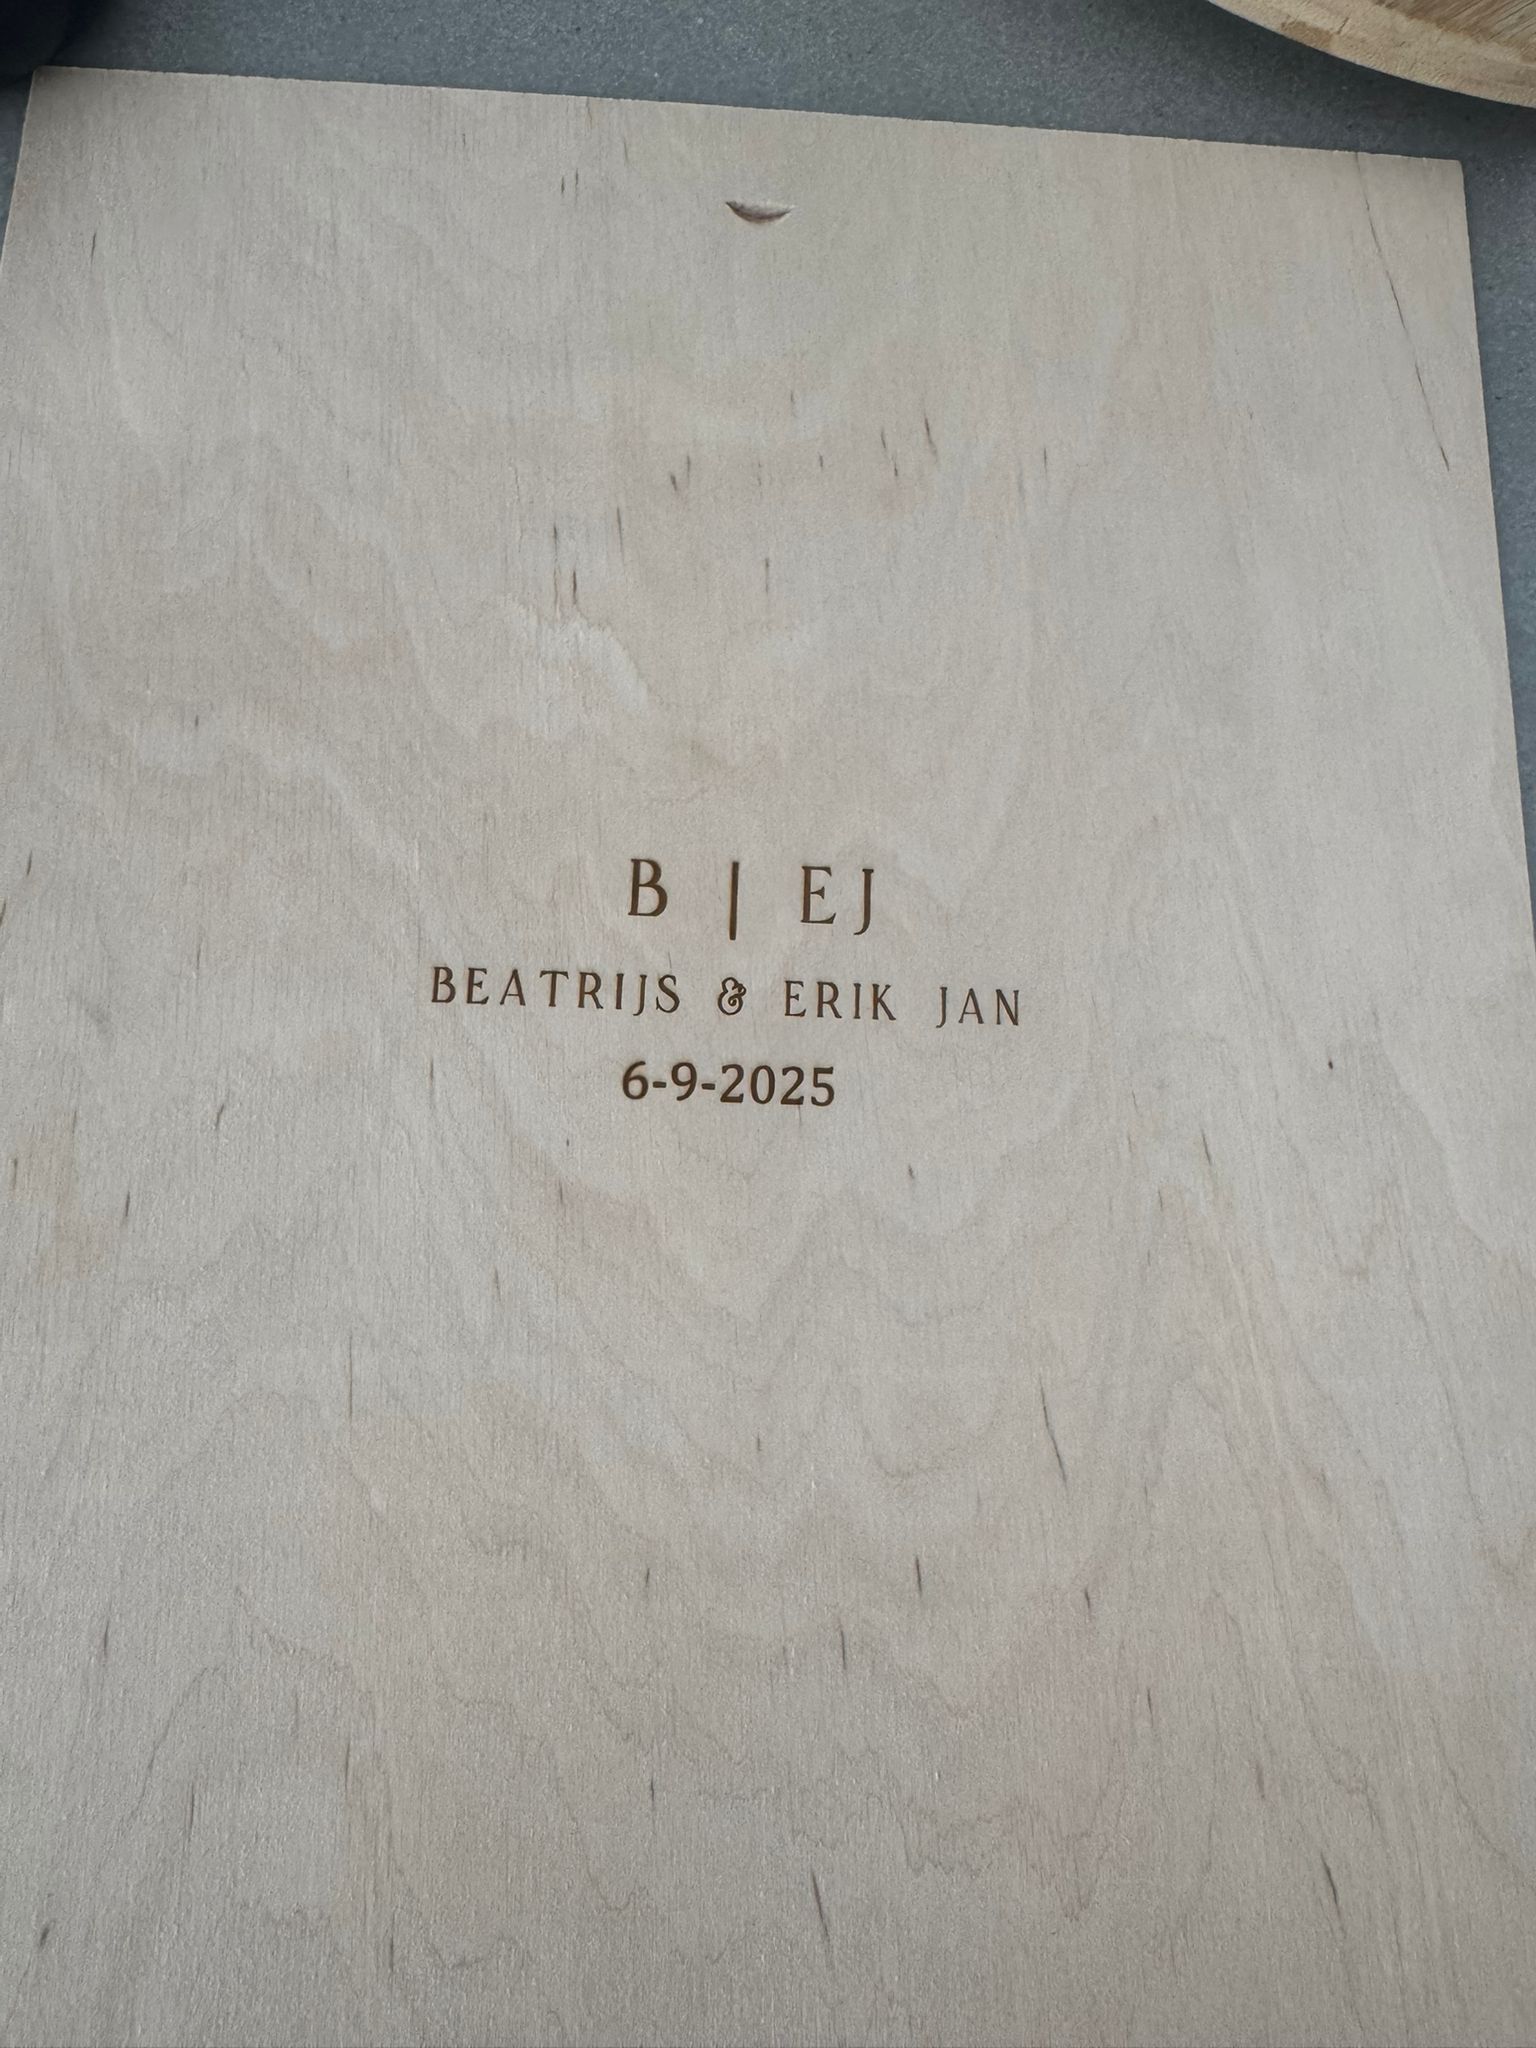 B | EJ
BEATRIJS & ERIK JAN
6-9-2025